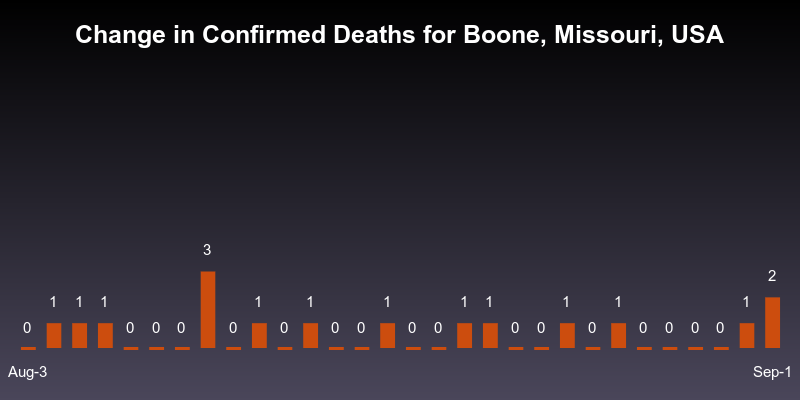 Change in Confirmed Deaths for Boone, Missouri, USA
0 1 1 1 0 0 0 3 0 1 0 1 0 0 1 0 0 1 1 0 0 1 0 1 0 0 0 0 1 2
Aug-3 Sep-1